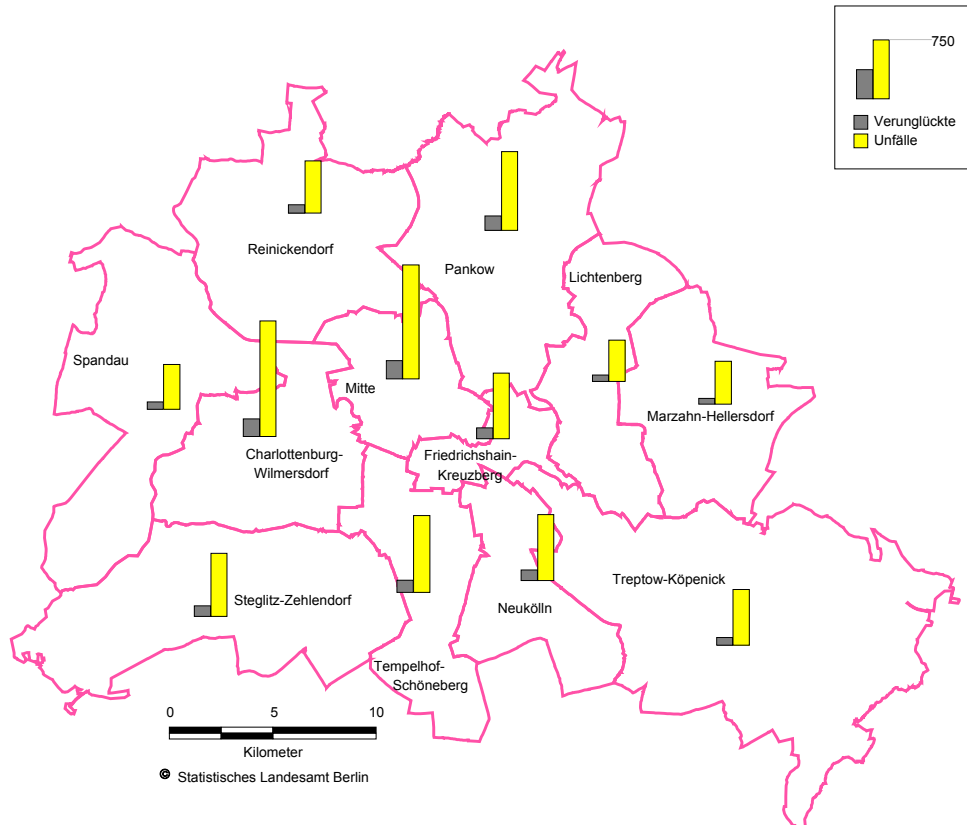 750
Verunglückte
Unfälle
Reinickendorf
Pankow
Lichtenberg
Spandau
Mitte
Marzahn-Hellersdorf
Charlottenburg-
Wilmersdorf
Friedrichshain-
Kreuzberg
Treptow-Köpenick
Steglitz-Zehlendorf
Neukölln
Tempelhof-
Schöneberg
0 5 10
Kilometer
© Statistisches Landesamt Berlin